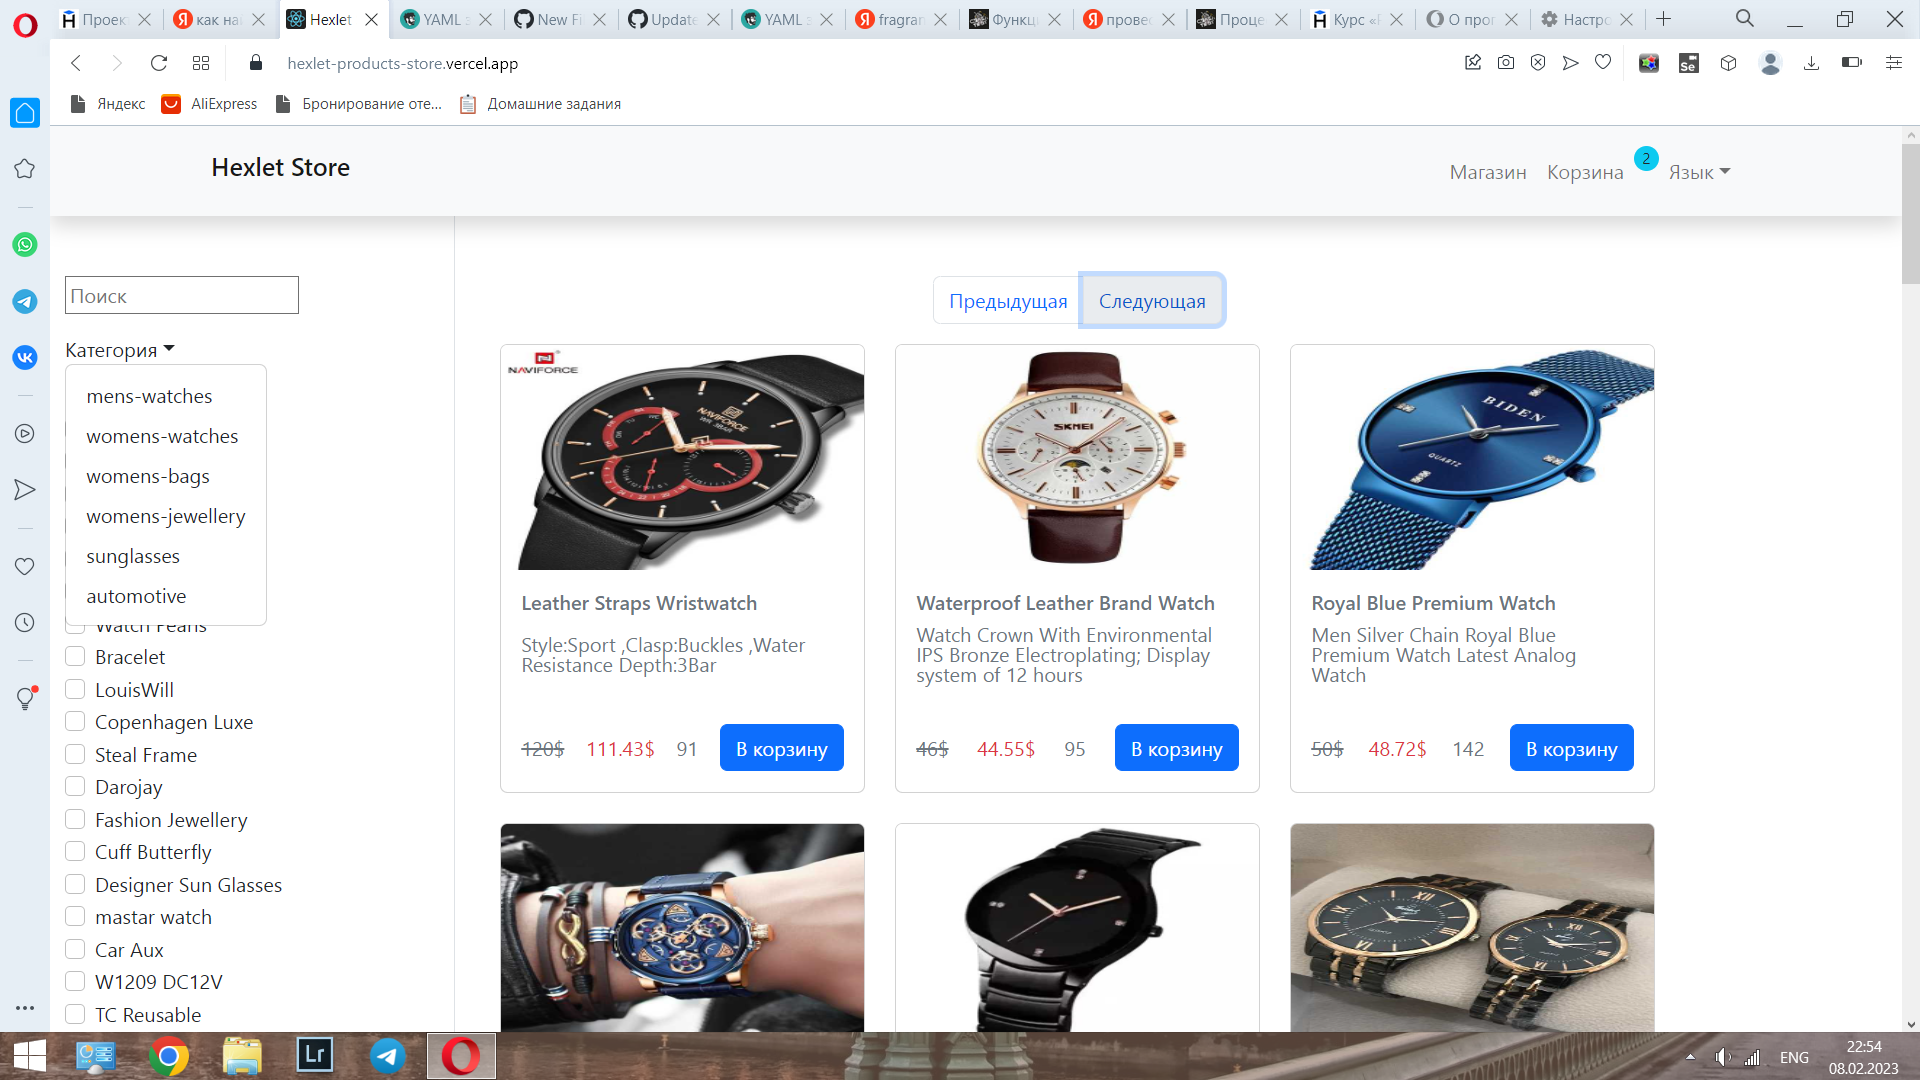 Проек
как на
Hexlet
YAML з
New Fi
Update
YAML з
fragran
Функц
провес
Проце
Курс «F
О прог
Настро
hexlet-products-store.vercel.app
Яндекс
AliExpress
Бронирование оте...
Домашние задания
Hexlet Store
Магазин
Корзина
2
Язык
Поиск
Категория
mens-watches
womens-watches
womens-bags
womens-jewellery
sunglasses
automotive
Watch Pearls
Bracelet
LouisWill
Copenhagen Luxe
Steal Frame
Darojay
Fashion Jewellery
Cuff Butterfly
Designer Sun Glasses
mastar watch
Car Aux
W1209 DC12V
TC Reusable
Предыдущая
Следующая
NAVIFORCE
NAVIFORCE
SKMEI
BIDEN
QUARTZ
Leather Straps Wristwatch
Style:Sport ,Clasp:Buckles ,Water
Resistance Depth:3Bar
120$ 111.43$ 91 В корзину
Waterproof Leather Brand Watch
Watch Crown With Environmental
IPS Bronze Electroplating; Display
system of 12 hours
46$ 44.55$ 95 В корзину
Royal Blue Premium Watch
Men Silver Chain Royal Blue
Premium Watch Latest Analog
Watch
50$ 48.72$ 142 В корзину
Se
Lr
ENG
22:54
08.02.2023